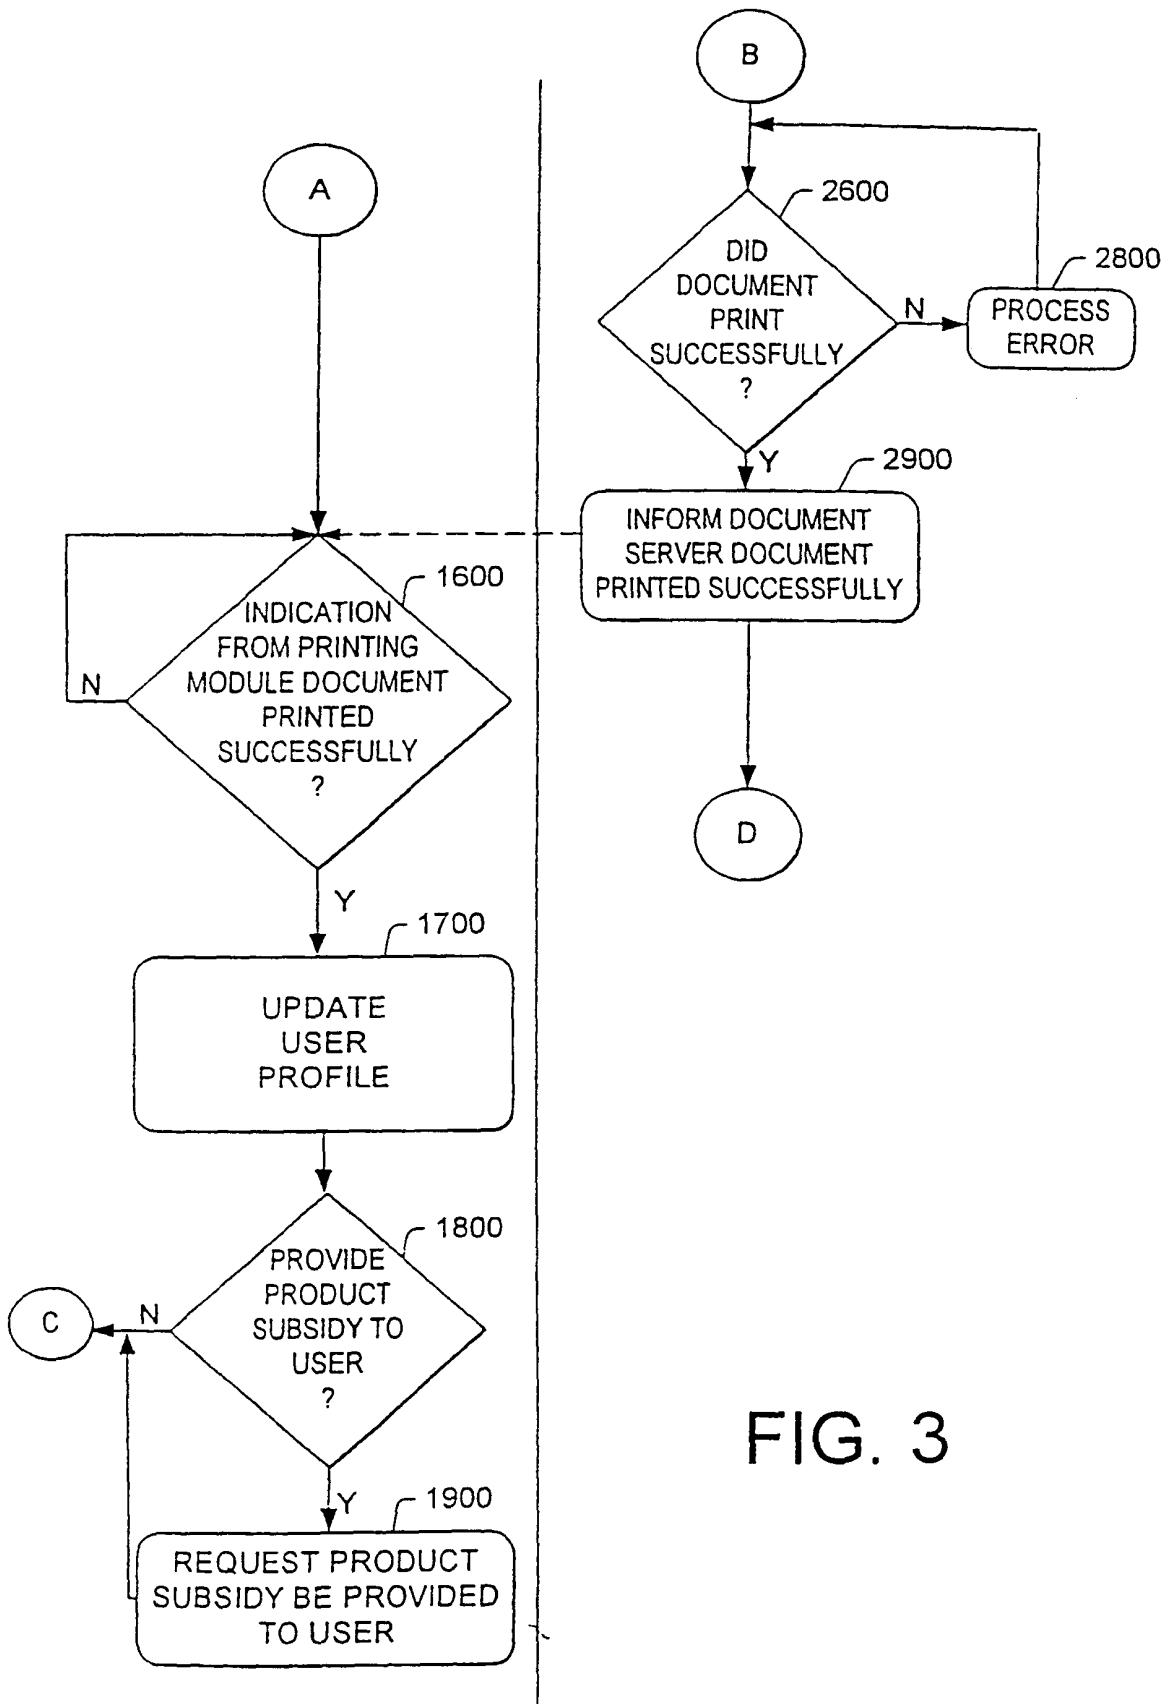 A
1600
INDICATION
FROM PRINTING
MODULE DOCUMENT
PRINTED
SUCCESSFULLY
?
N
Y
1700
UPDATE
USER
PROFILE
1800
PROVIDE
PRODUCT
SUBSIDY TO
USER
?
N
C
Y
1900
REQUEST PRODUCT
SUBSIDY BE PROVIDED
TO USER
B
2600
DID
DOCUMENT
PRINT
SUCCESSFULLY
?
N
2800
PROCESS
ERROR
Y
2900
INFORM DOCUMENT
SERVER DOCUMENT
PRINTED SUCCESSFULLY
D
FIG. 3